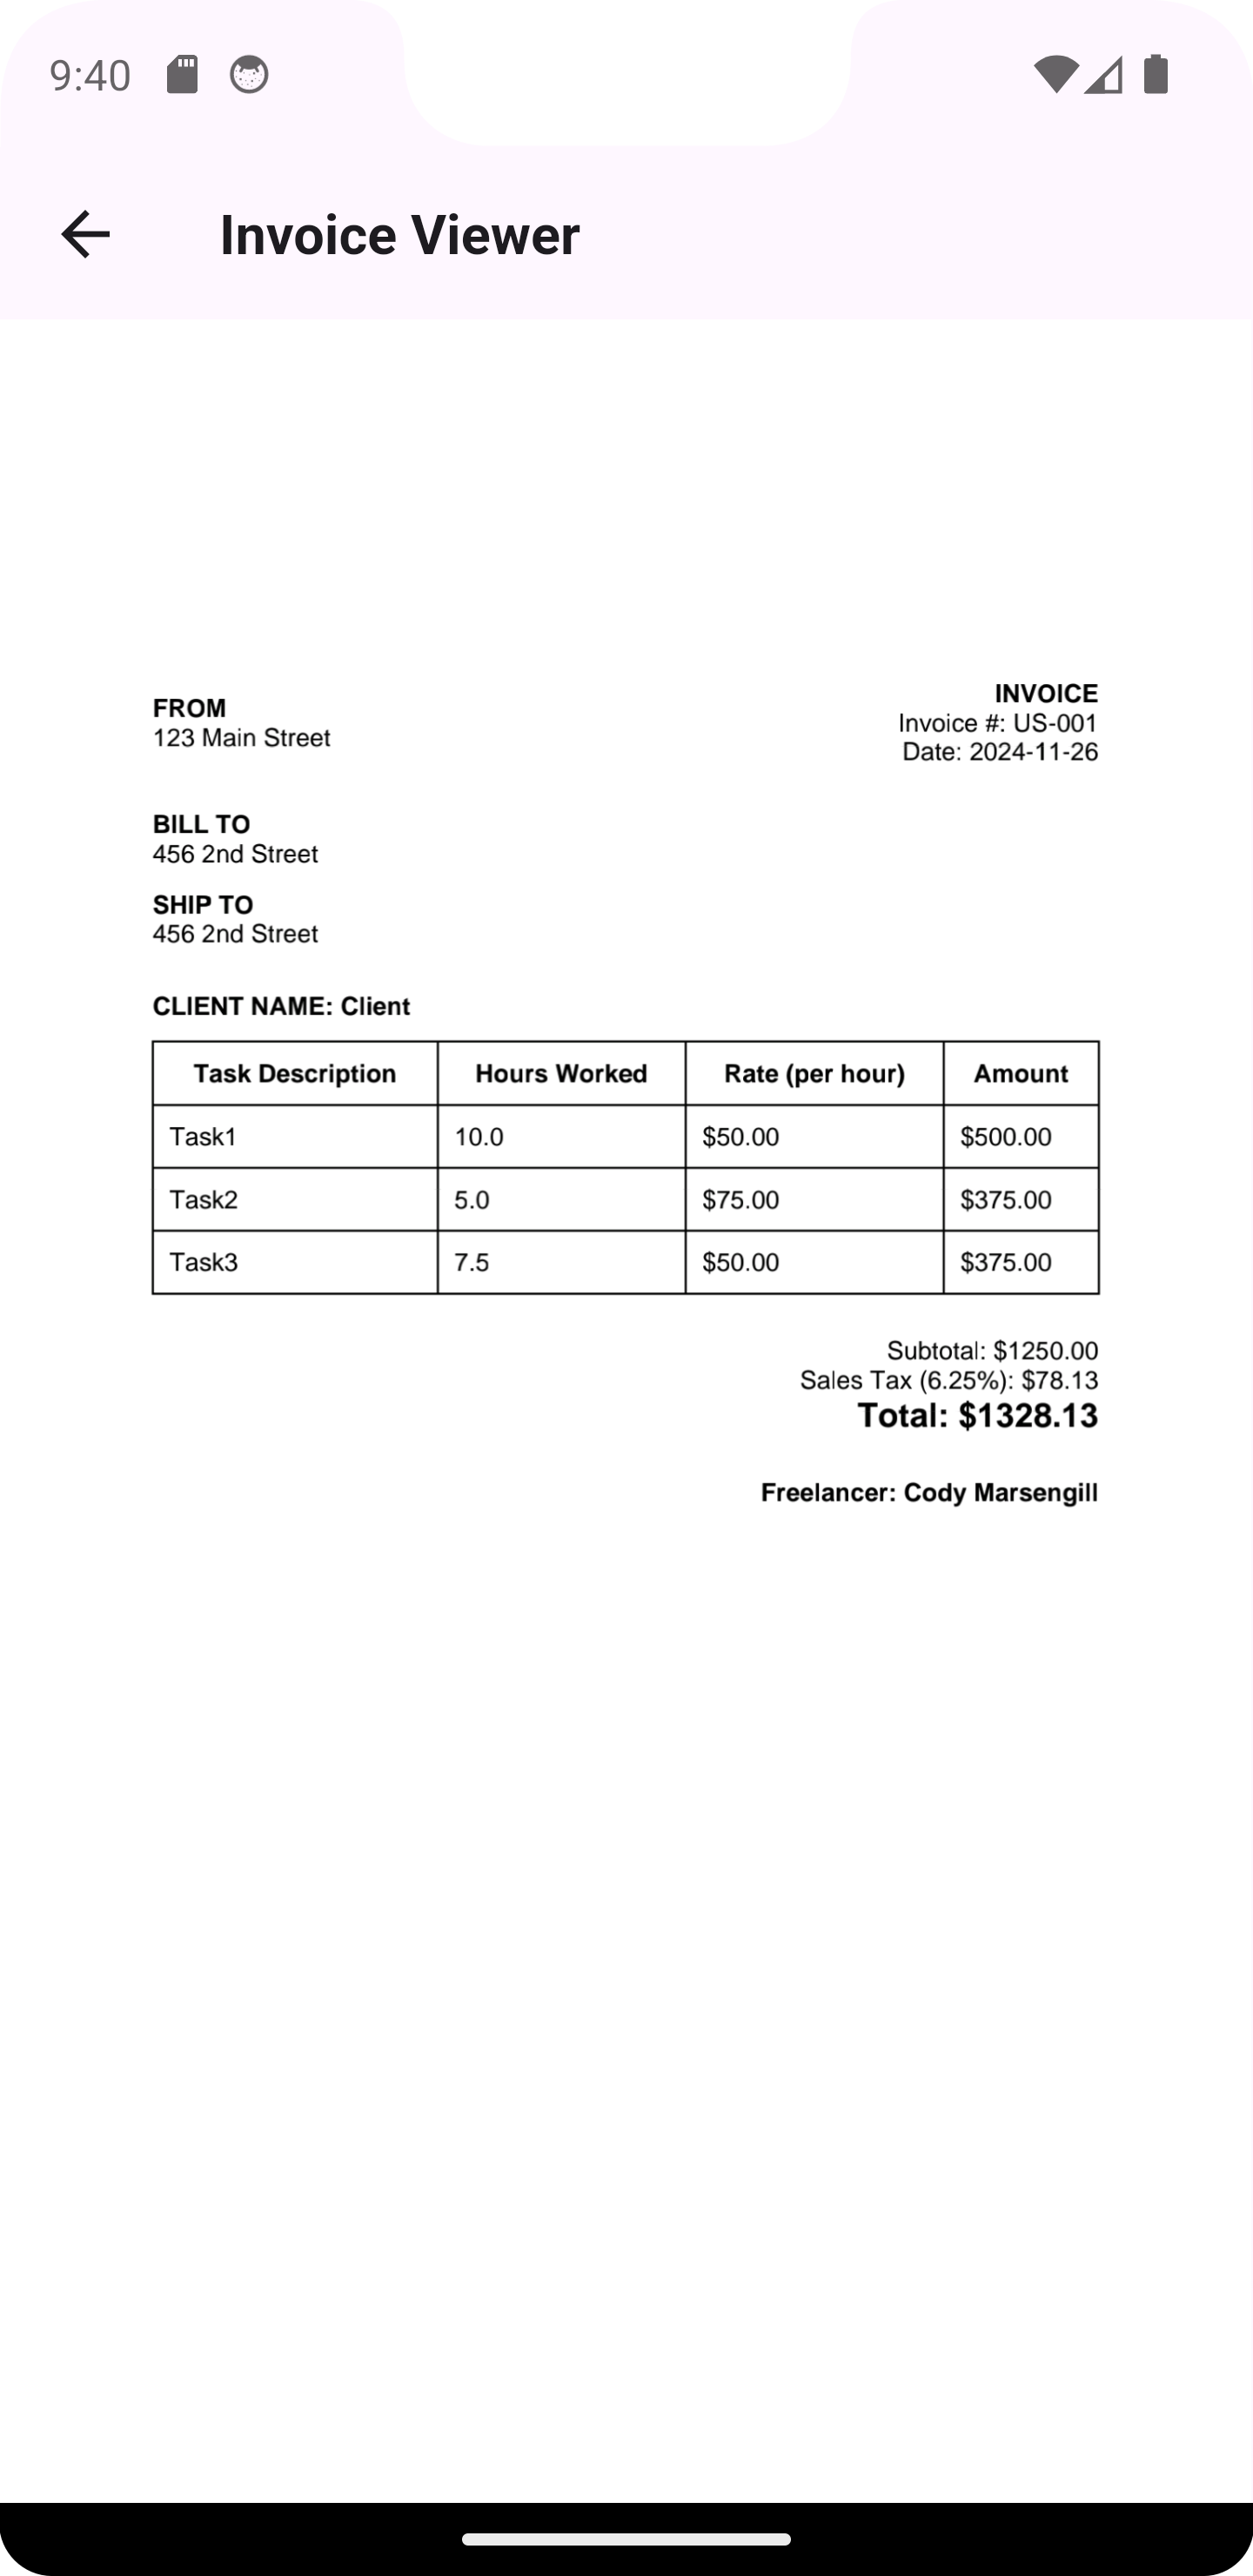 9:40
Invoice Viewer
FROM
123 Main Street
INVOICE
Invoice #: US-001
Date: 2024-11-26
BILL TO
456 2nd Street
SHIP TO
456 2nd Street
CLIENT NAME: Client
Task Description Hours Worked Rate (per hour) Amount
Task1 10.0 $50.00 $500.00
Task2 5.0 $75.00 $375.00
Task3 7.5 $50.00 $375.00
Subtotal: $1250.00
Sales Tax (6.25%): $78.13
Total: $1328.13
Freelancer: Cody Marsengill